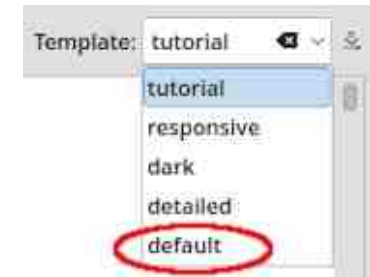 Template: tutorial
tutorial
responsive
dark
detailed
default